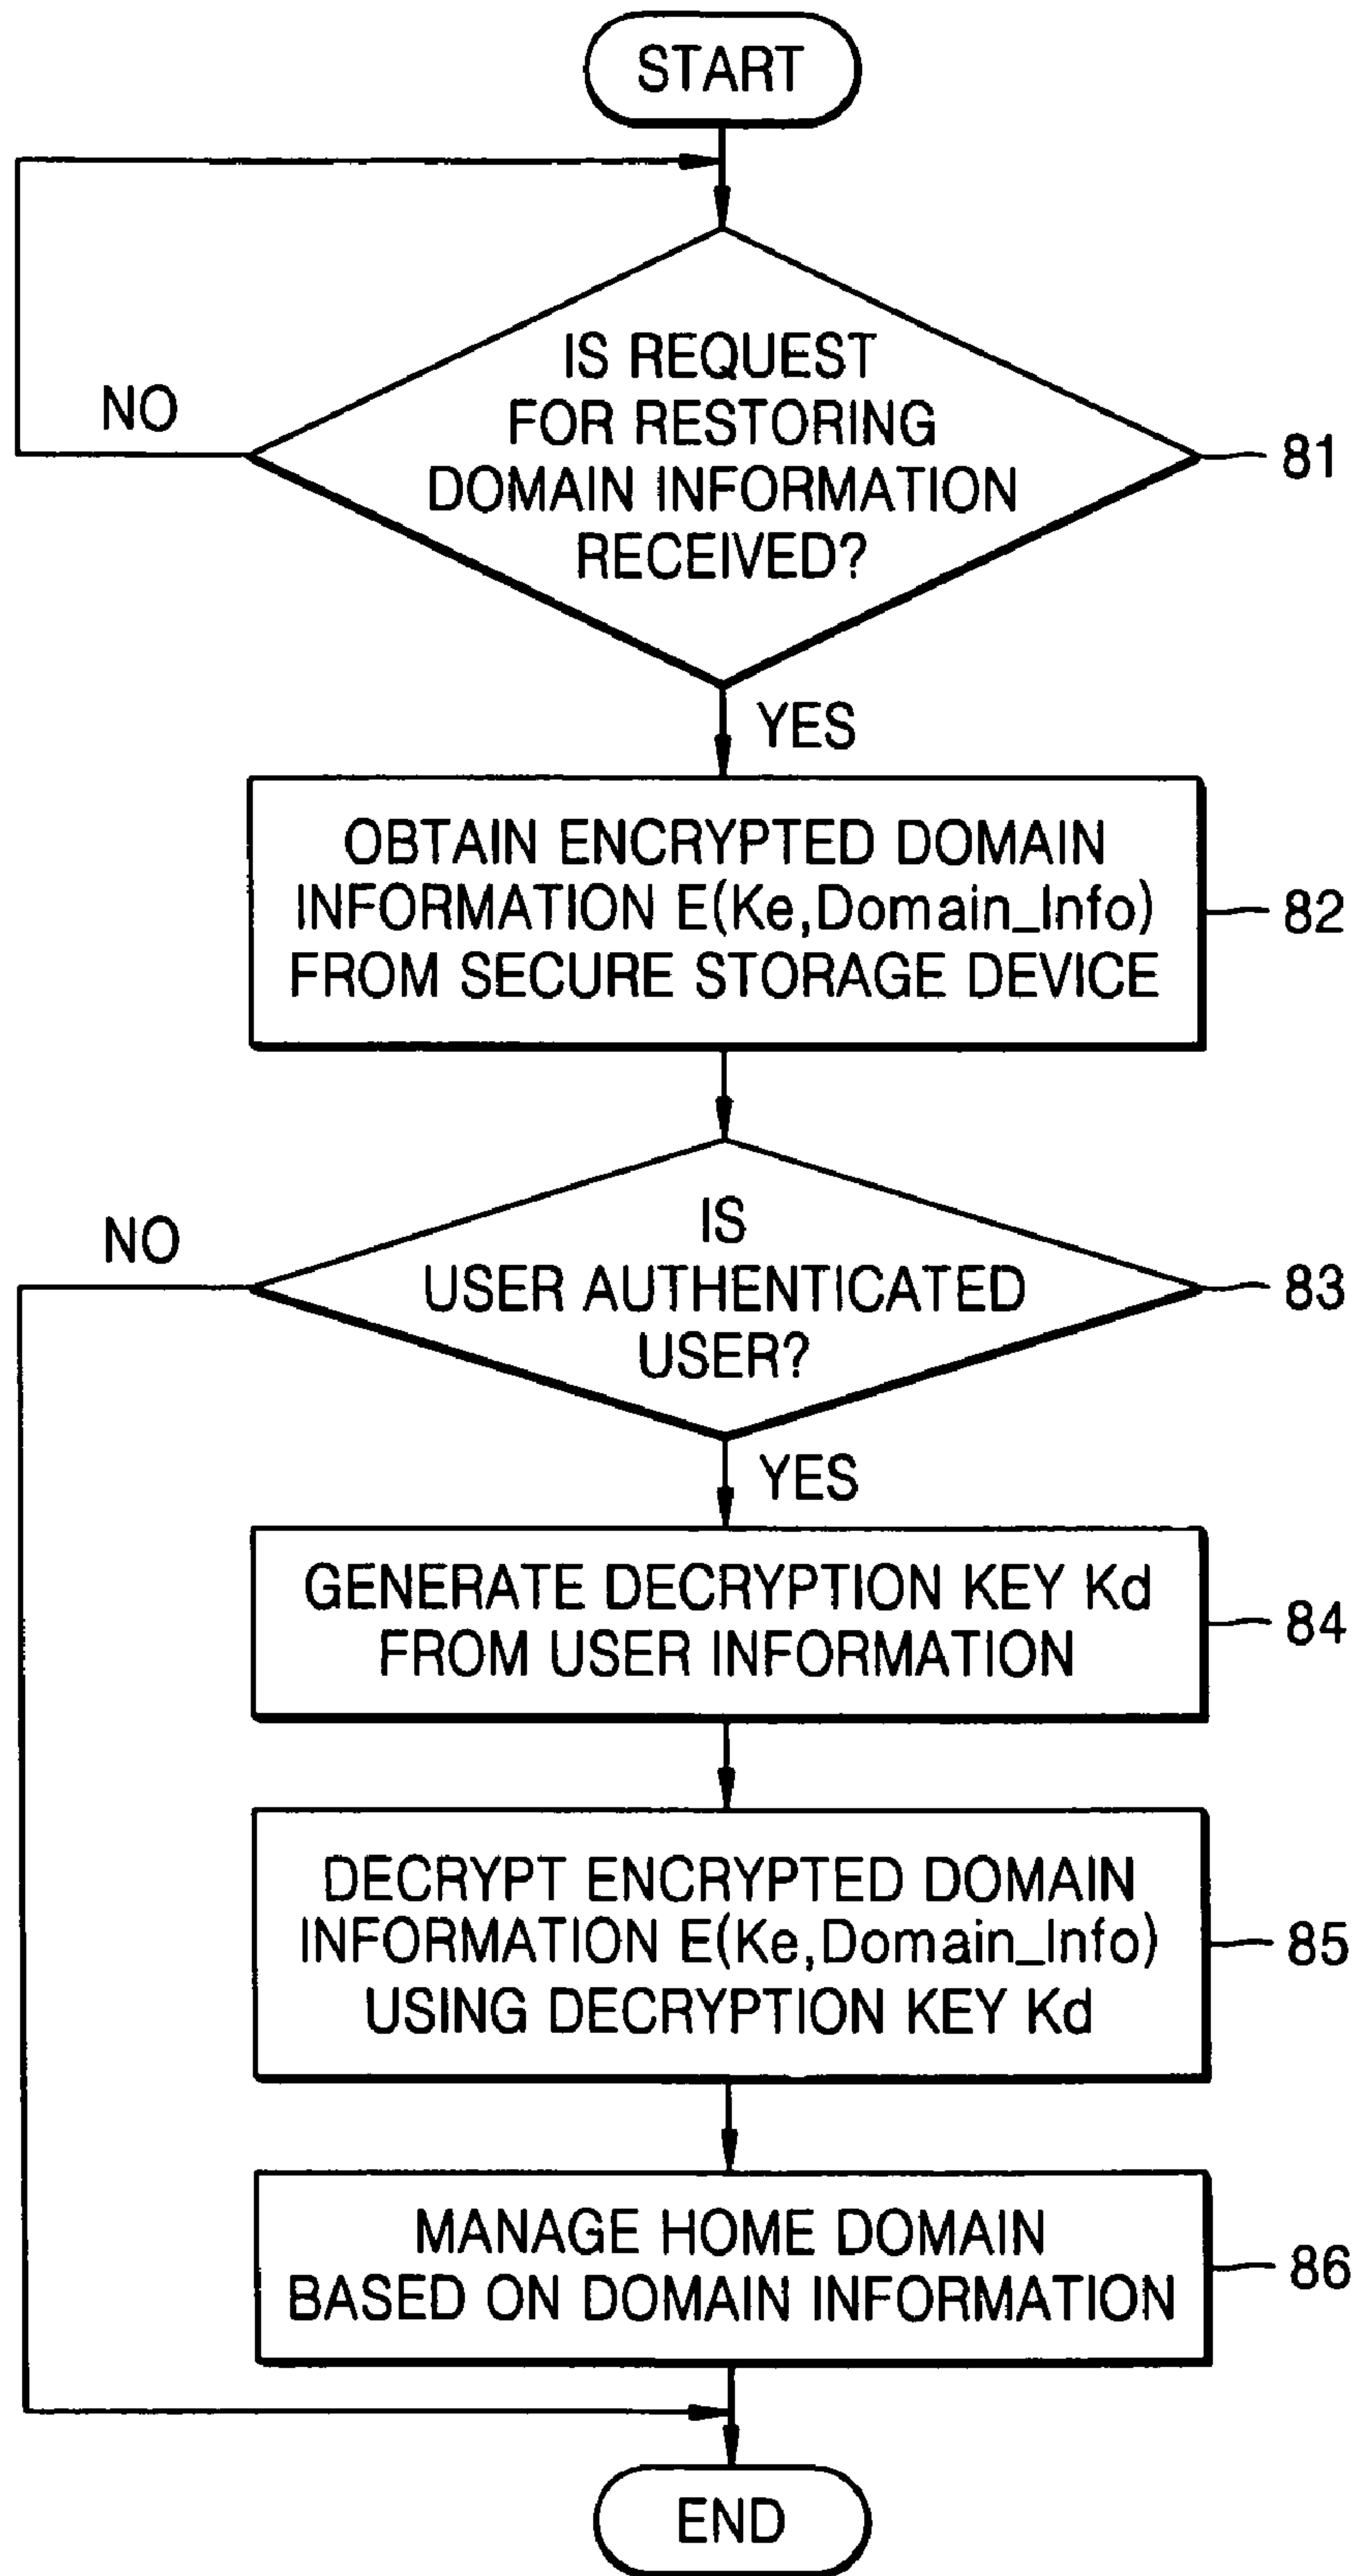 START
IS REQUEST
FOR RESTORING
DOMAIN INFORMATION
RECEIVED?
NO
81
YES
OBTAIN ENCRYPTED DOMAIN
INFORMATION E(Ke,Domain_Info)
FROM SECURE STORAGE DEVICE
82
IS
USER AUTHENTICATED
USER?
NO
83
YES
GENERATE DECRYPTION KEY Kd
FROM USER INFORMATION
84
DECRYPT ENCRYPTED DOMAIN
INFORMATION E(Ke,Domain_Info)
USING DECRYPTION KEY Kd
85
MANAGE HOME DOMAIN
BASED ON DOMAIN INFORMATION
86
END